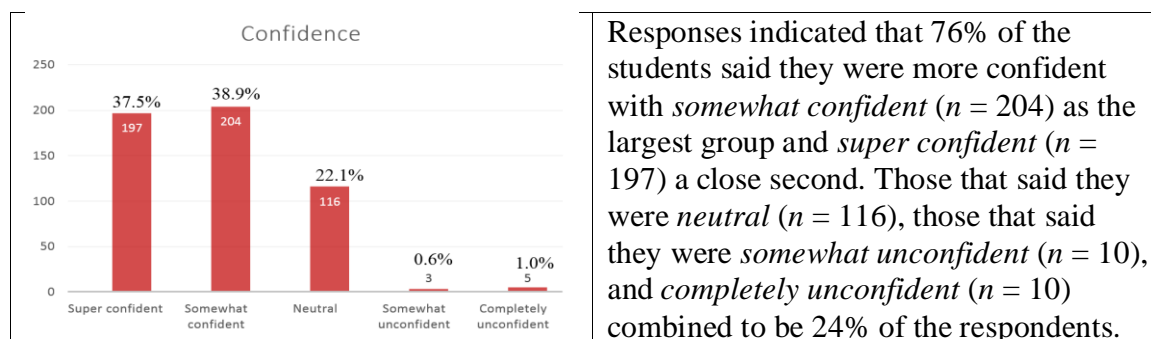 Confidence
250
200
150
100
50
0
37.5%
197
38.9%
204
22.1%
116
0.6%
3
1.0%
5
Super confident
Somewhat
confident
Neutral
Somewhat
unconfident
Completely
unconfident
Responses indicated that 76% of the
students said they were more confident
with somewhat confident (n = 204) as the
largest group and super confident (n =
197) a close second. Those that said they
were neutral (n = 116), those that said
they were somewhat unconfident (n = 10),
and completely unconfident (n = 10)
combined to be 24% of the respondents.